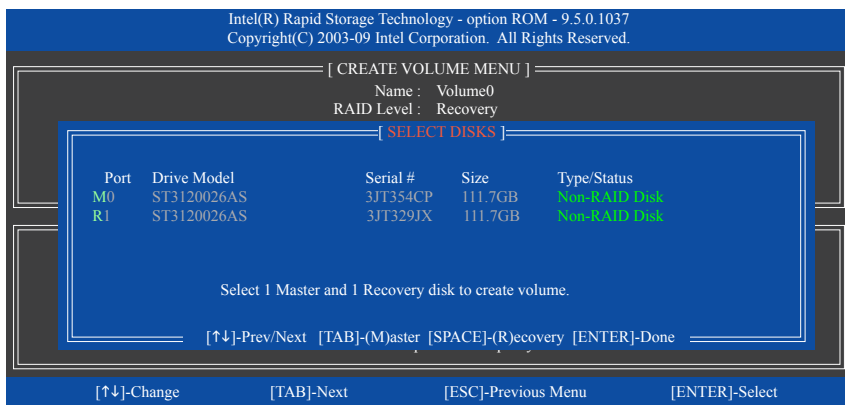 Intel(R) Rapid Storage Technology - option ROM - 9.5.0.1037
Copyright(C) 2003-09 Intel Corporation. All Rights Reserved.
[ CREATE VOLUME MENU ]
Name : Volume0
RAID Level : Recovery
[ SELECT DISKS ]
Port Drive Model Serial # Size Type/Status
M0 ST3120026AS 3JT354CP 111.7GB Non-RAID Disk
R1 ST3120026AS 3JT329JX 111.7GB Non-RAID Disk
Select 1 Master and 1 Recovery disk to create volume.
[↑↓]-Prev/Next [TAB]-(M)aster [SPACE]-(R)ecovery [ENTER]-Done
[↑↓]-Change [TAB]-Next [ESC]-Previous Menu [ENTER]-Select